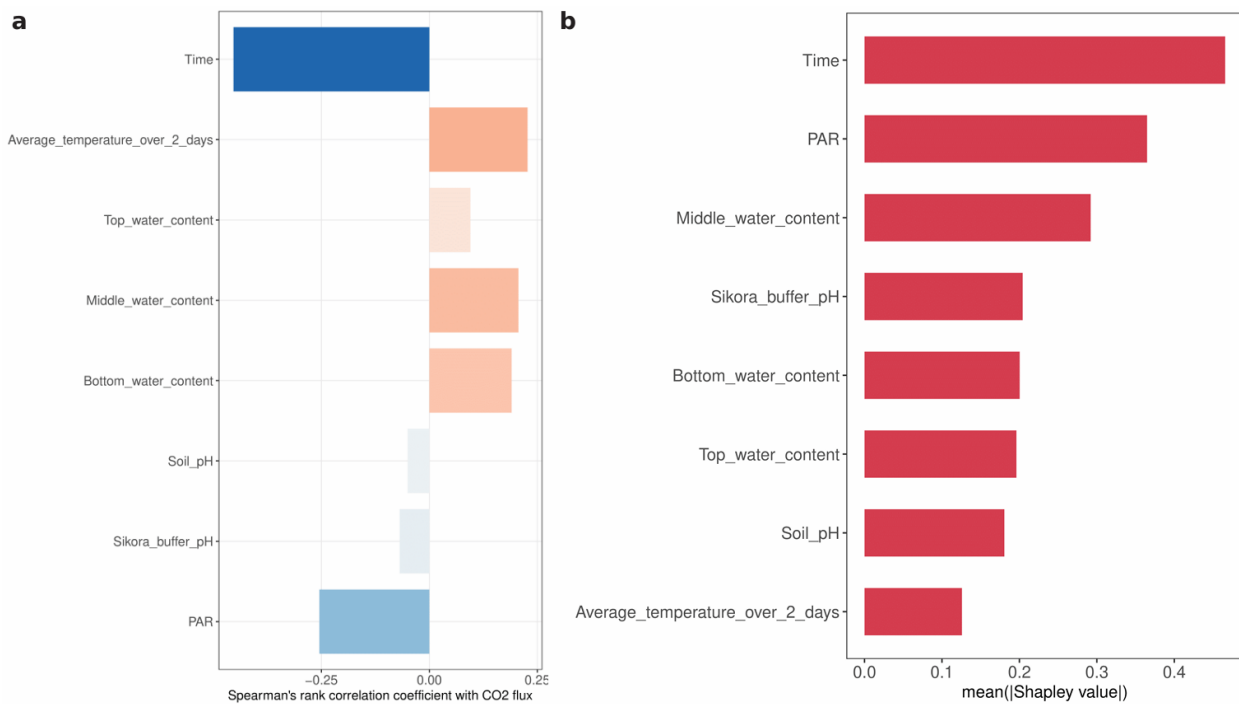 a
Time
Average_temperature_over_2_days
Top_water_content
Middle_water_content
Bottom_water_content
Soil_pH
Sikora_buffer_pH
PAR
−0.25
0.00
0.25
Spearman's rank correlation coefficient with CO2 flux
b
Time
PAR
Middle_water_content
Sikora_buffer_pH
Bottom_water_content
Top_water_content
Soil_pH
Average_temperature_over_2_days
0.0
0.1
0.2
0.3
0.4
mean(|Shapley value|)